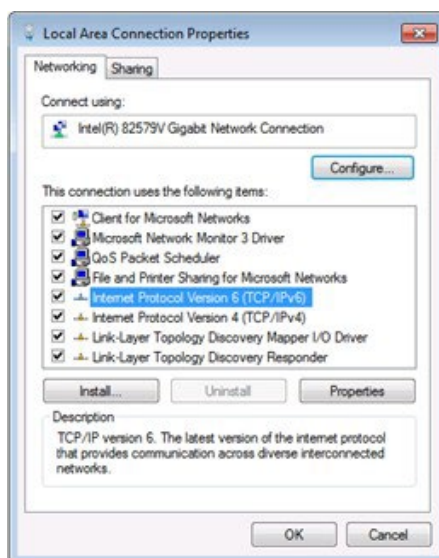 Local Area Connection Properties
Networking Sharing
Connect using:
Intel(R) 82579V Gigabit Network Connection
Configure...
This connection uses the following items:
Client for Microsoft Networks
Microsoft Network Monitor 3 Driver
QoS Packet Scheduler
File and Printer Sharing for Microsoft Networks
Internet Protocol Version 6 (TCP/IPv6)
Internet Protocol Version 4 (TCP/IPv4)
Link-Layer Topology Discovery Mapper I/O Driver
Link-Layer Topology Discovery Responder
Install... Uninstall Properties
Description
TCP/IP version 6. The latest version of the internet protocol
that provides communication across diverse interconnected
networks.
OK Cancel